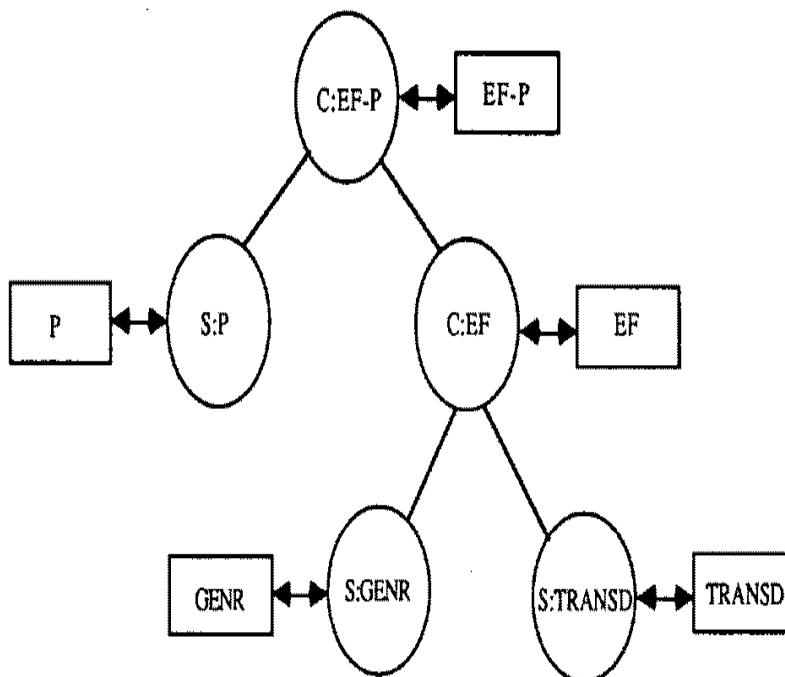 C:EF-P
EF-P
P
S:P
C:EF
EF
GENR
S:GENR
S:TRANSD
TRANSD